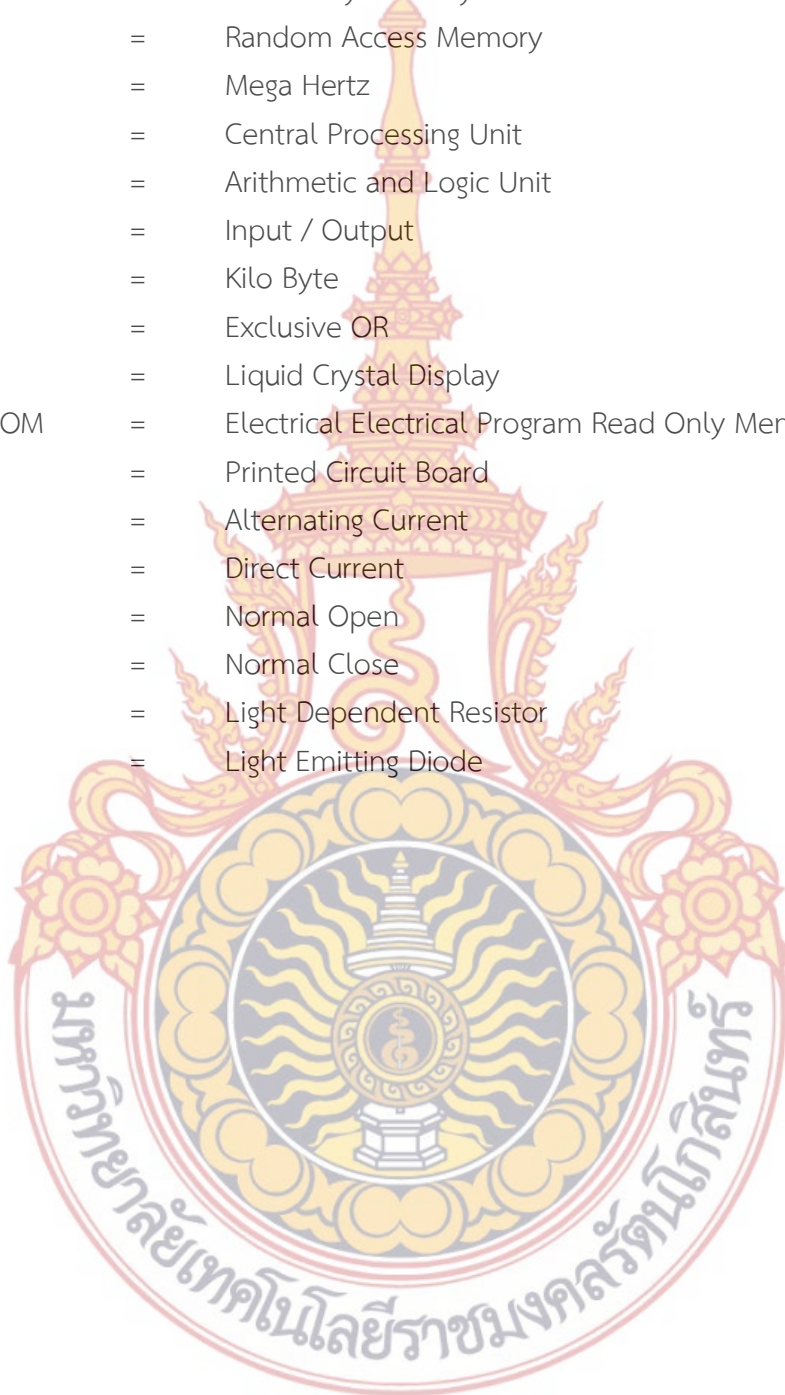 = Random Access Memory
= Mega Hertz
= Central Processing Unit
= Arithmetic and Logic Unit
= Input / Output
= Kilo Byte
= Exclusive OR
= Liquid Crystal Display
OM = Electrical Electrical Program Read Only Mer
= Printed Circuit Board
= Alternating Current
= Direct Current
= Normal Open
= Normal Close
= Light Dependent Resistor
= Light Emitting Diode
มหาวิทยาลัยเทคโนโลยีราชมงคลรัตนโกสินทร์